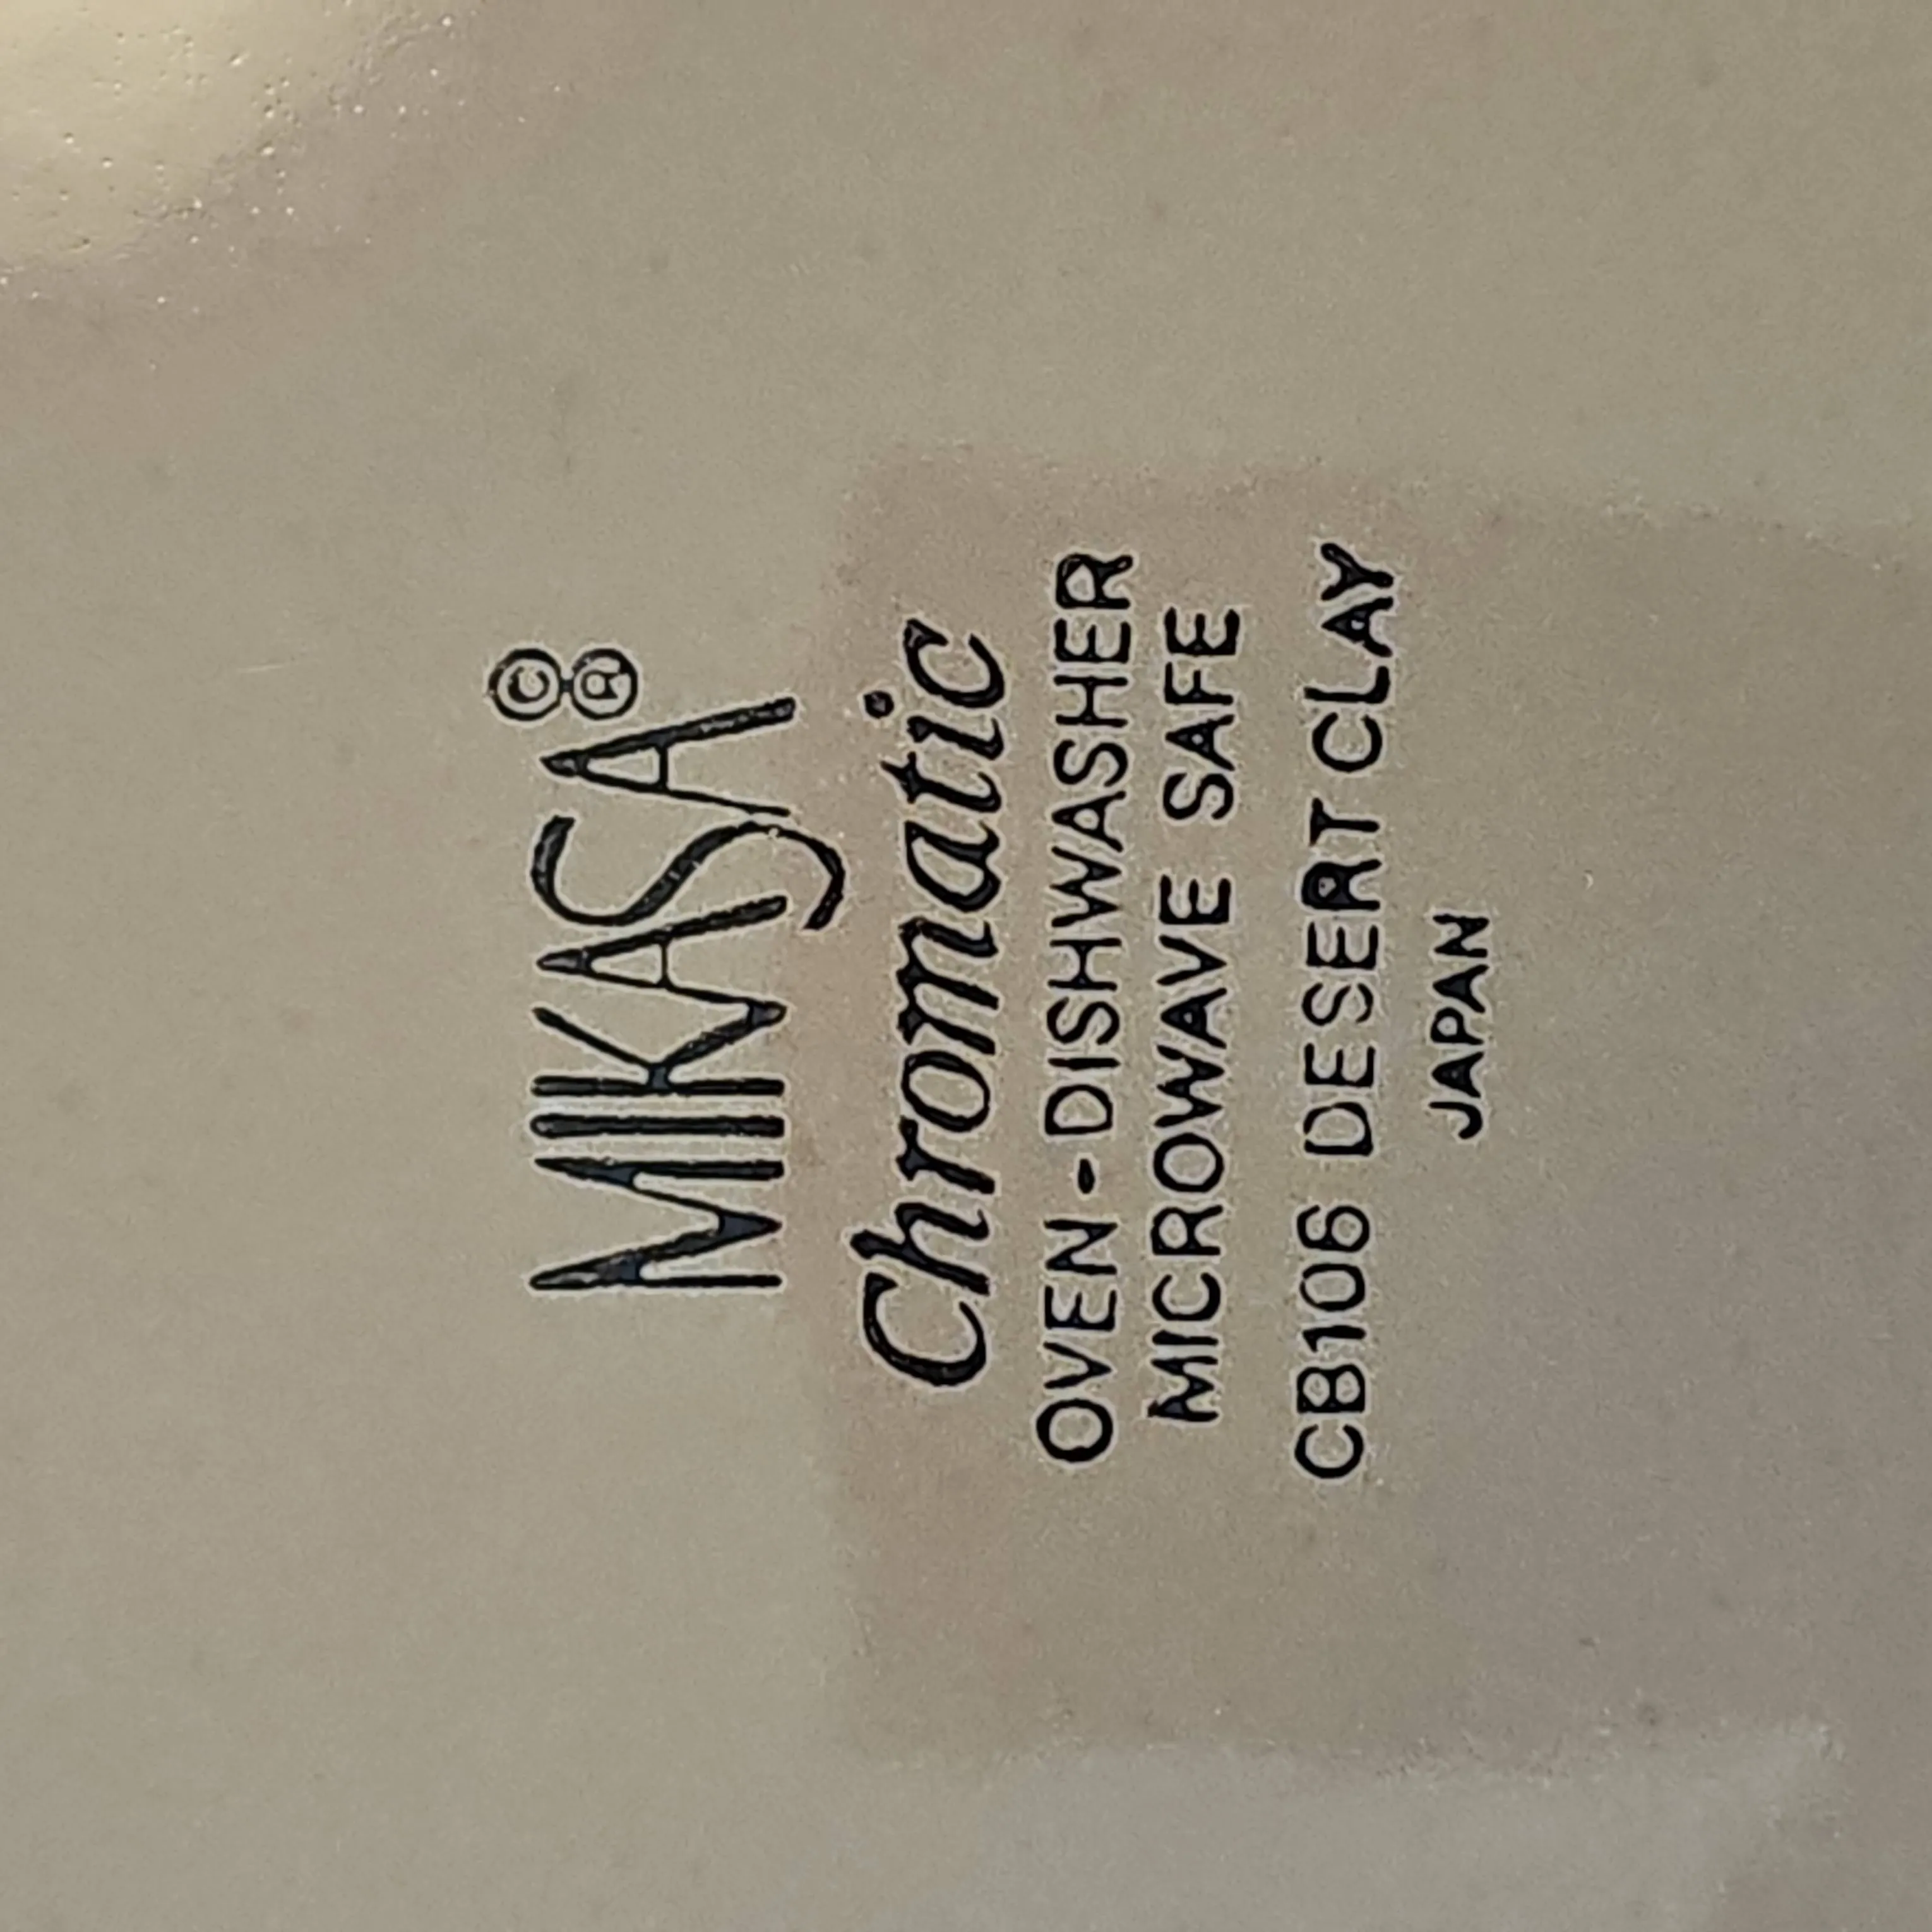 MIKASA©®
Chromatic
OVEN-DISHWASHER
MICROWAVE SAFE
CB106 DESERT CLAY
JAPAN